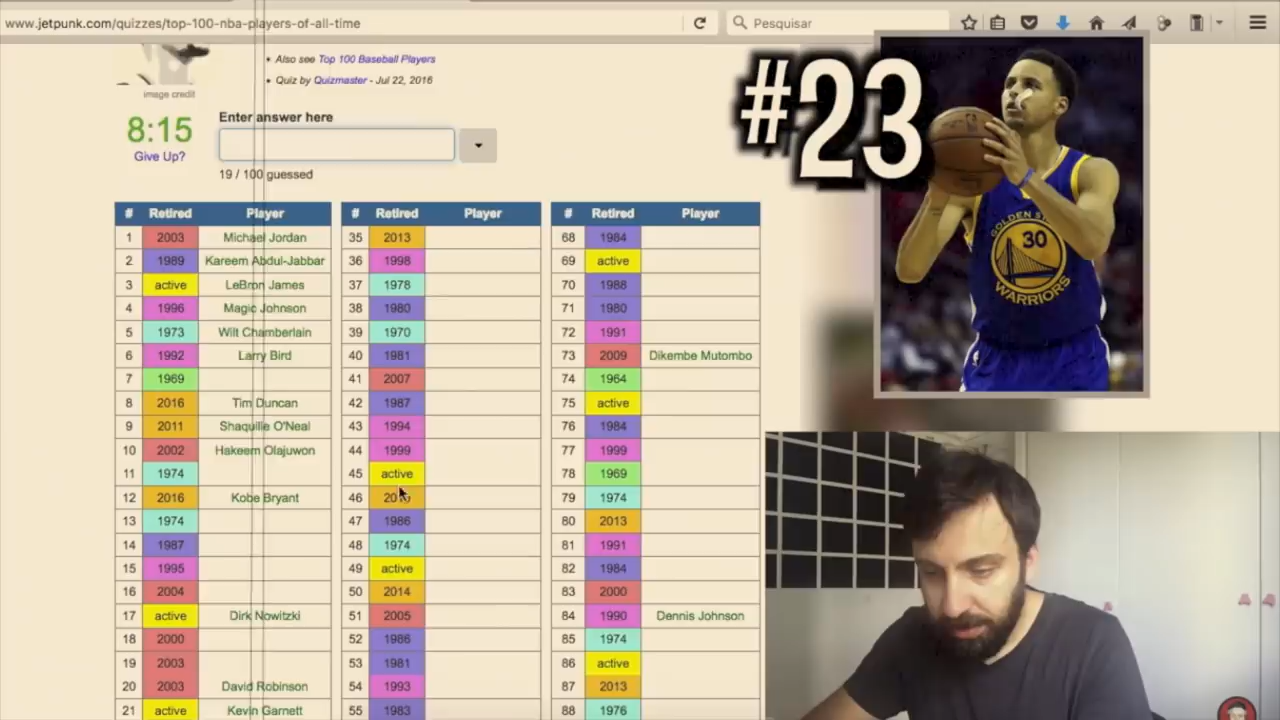 www.jetpunk.com/quizzes/top-100-nba-players-of-all-time
Pesquisar
• Also see Top 100 Baseball Players
• Quiz by Quizmaster - Jul 22, 2016
image credit
8:15
Give Up?
Enter answer here
19 / 100 guessed
#23
GOLDEN ST
30
WARRIORS
# Retired Player # Retired Player # Retired Player
1 2003 Michael Jordan 35 2013 68 1984
2 1989 Kareem Abdul-Jabbar 36 1998 69 active
3 active LeBron James 37 1978 70 1988
4 1996 Magic Johnson 38 1980 71 1980
5 1973 Wilt Chamberlain 39 1970 72 1991
6 1992 Larry Bird 40 1981 73 2009 Dikembe Mutombo
7 1969 41 2007 74 1964
8 2016 Tim Duncan 42 1987 75 active
9 2011 Shaquille O'Neal 43 1994 76 1984
10 2002 Hakeem Olajuwon 44 1999 77 1999
11 1974 45 active 78 1969
12 2016 Kobe Bryant 46 79 1974
13 1974 47 1986 80 2013
14 1987 48 1974 81 1991
15 1995 49 active 82 1984
16 2004 50 2014 83 2000
17 active Dirk Nowitzki 51 2005 84 1990 Dennis Johnson
18 2000 52 1986 85 1974
19 2003 53 1981 86 active
20 2003 David Robinson 54 1993 87 2013
21 active Kevin Garnett 55 1983 88 1976